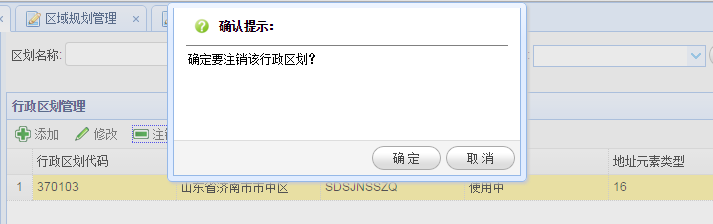 区域规划管理 ×
确认提示：
区划名称:
确定要注销该行政区划？
行政区划管理
添加 修改
确 定 取 消
行政区划代码 地址元素类型
1 370103 山东省济南市市中区 SDSJNSSZQ 使用中 16